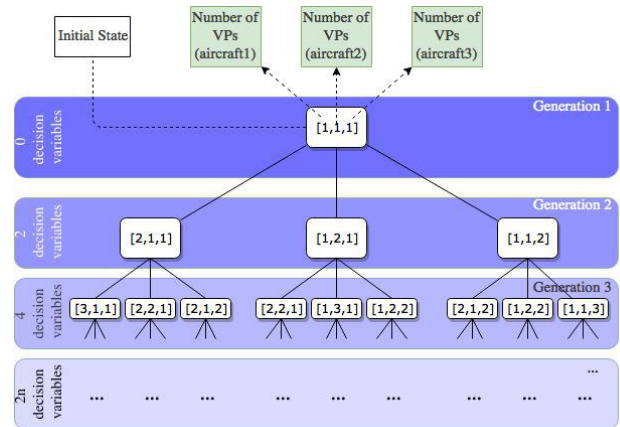 Initial State
Number of
VPs
(aircraft1)
Number of
VPs
(aircraft2)
Number of
VPs
(aircraft3)
Generation 1
0
decision
variables
[1,1,1]
Generation 2
2
decision
variables
[2,1,1]
[1,2,1]
[1,1,2]
Generation 3
4
decision
variables
[3,1,1]
[2,2,1]
[2,1,2]
[2,2,1]
[1,3,1]
[1,2,2]
[2,1,2]
[1,2,2]
[1,1,3]
...
2n
decision
variables
... ... ... ... ... ... ... ... ...